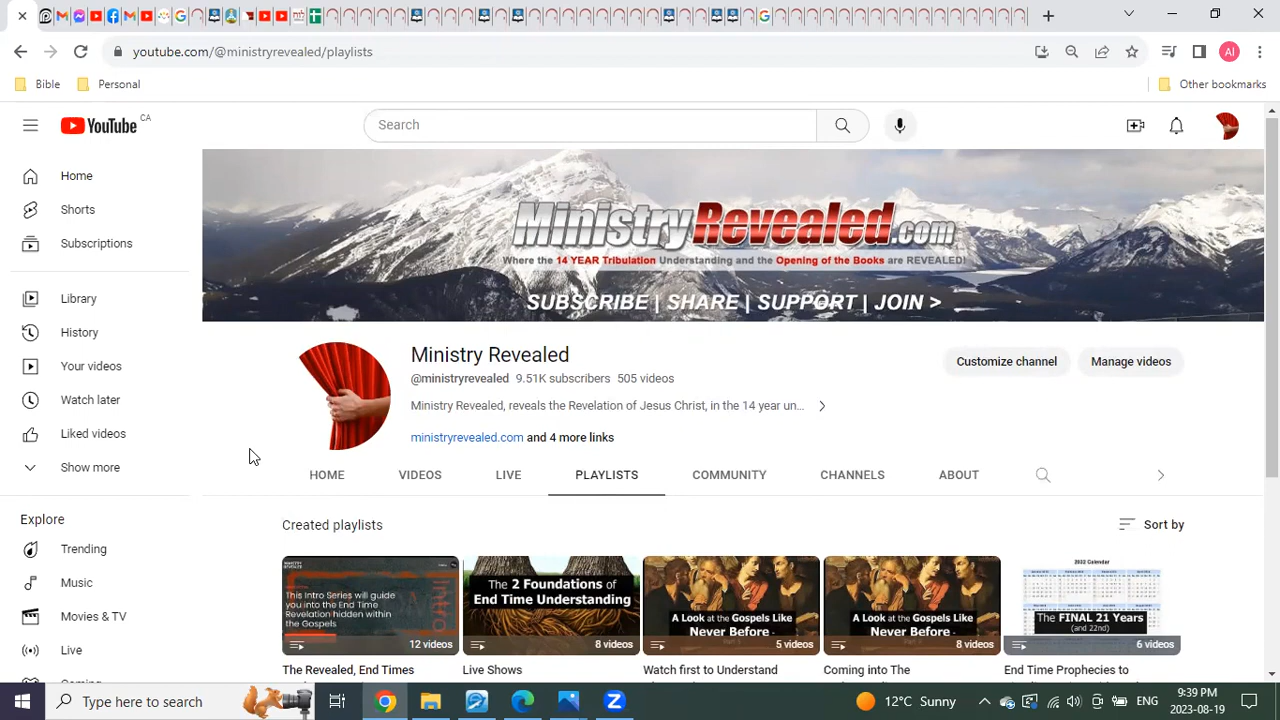 youtube.com/@ministryrevealed/playlists
Bible
Personal
Other bookmarks
YouTube CA
Search
Home
Shorts
Subscriptions
Library
History
Your videos
Watch later
Liked videos
Show more
Explore
Trending
Music
Movies & TV
Live
MinistryRevealed.com
Where the 14 YEAR Tribulation Understanding and the Opening of the Books are REVEALED!
SUBSCRIBE | SHARE | SUPPORT | JOIN >
Ministry Revealed
@ministryrevealed 9.51K subscribers 505 videos
Ministry Revealed, reveals the Revelation of Jesus Christ, in the 14 year un...
ministryrevealed.com and 4 more links
Customize channel
Manage videos
HOME VIDEOS LIVE PLAYLISTS COMMUNITY CHANNELS ABOUT
Created playlists
Sort by
This Intro Series will guide
you into the End Time
Revelation hidden within
the Gospels
12 videos
The Revealed, End Times
The 2 Foundations of
End Time Understanding
8 videos
Live Shows
A Look at the Gospels Like
Never Before -
5 videos
Watch first to Understand
A Look at the Gospels Like
Never Before -
8 videos
Coming into The
2032 Calendar
The FINAL 21 Years
(and 22nd)
6 videos
End Time Prophecies to
Type here to search
12°C Sunny
ENG
9:39 PM
2023-08-19
AI